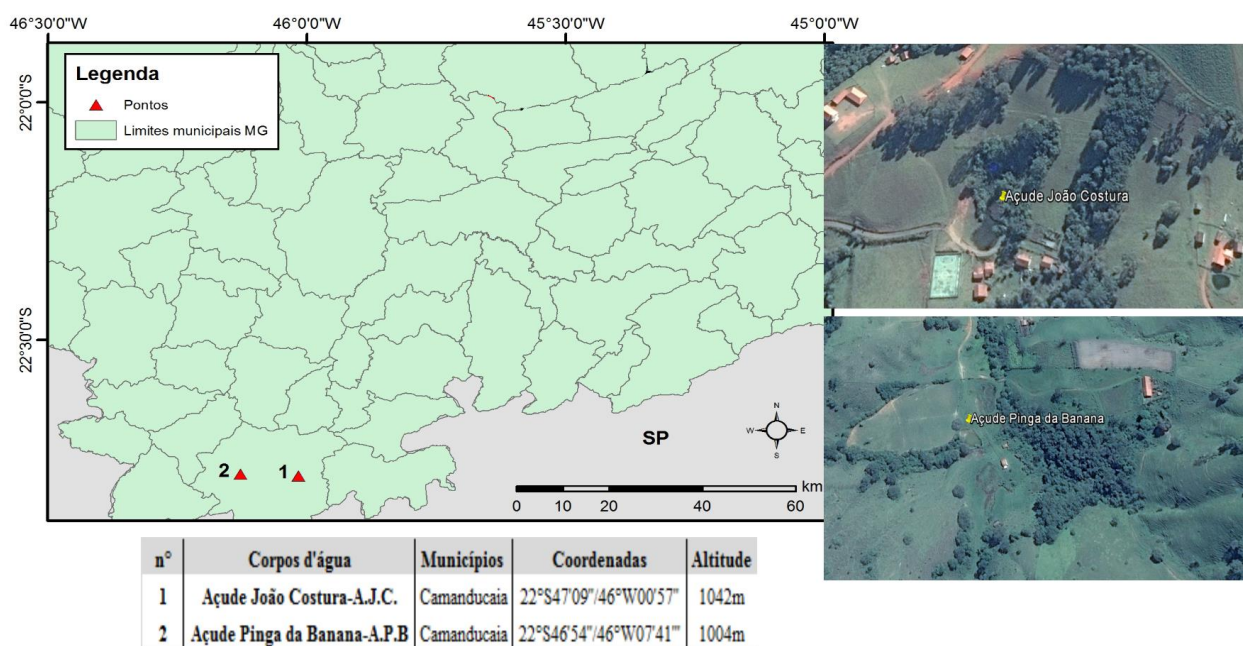 46°30'0"W
46°0'0"W
45°30'0"W
45°0'0"W
22°0'0"S
22°30'0"S
Legenda
Pontos
Limites municipais MG
SP
N
W
E
S
2
1
km
0
10
20
40
60
Açude João Costura
Açude Pinga da Banana
n° Corpos d'água Municípios Coordenadas Altitude
1 Açude João Costura-A.J.C. Camanducaia 22°S47'09"/46°W00'57" 1042m
2 Açude Pinga da Banana-A.P.B Camanducaia 22°S46'54"/46°W07'41'" 1004m